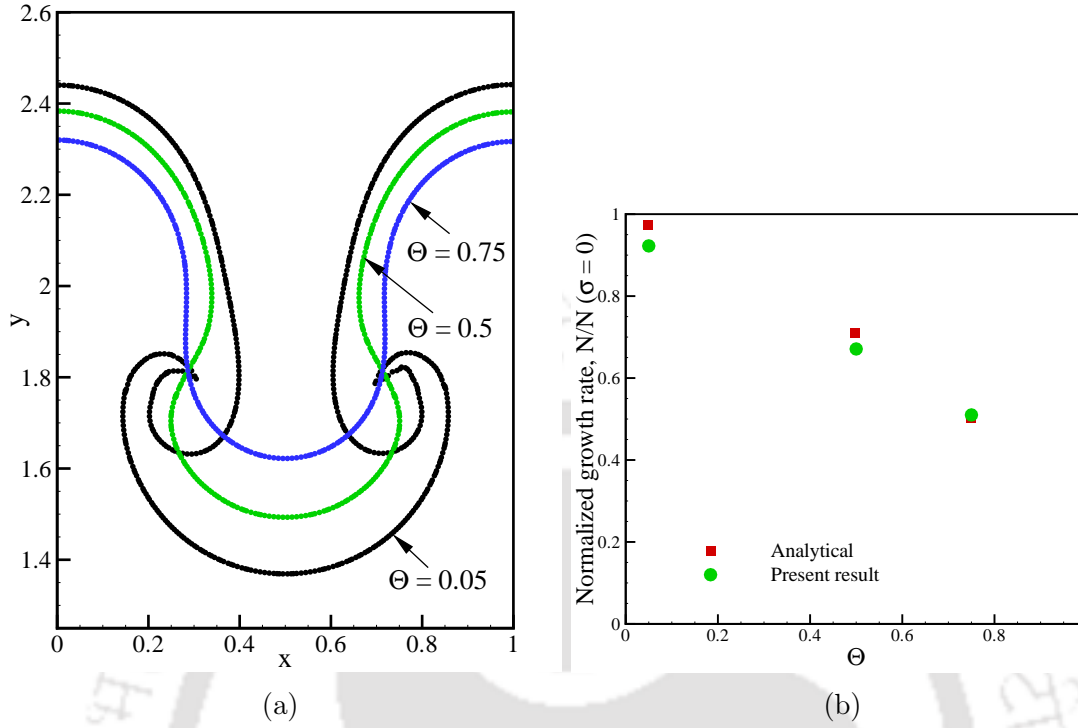 2.6
2.4
2.2
2
1.8
1.6
1.4
y
0 0.2 0.4 0.6 0.8 1
x
Θ = 0.75
Θ = 0.5
Θ = 0.05
(a)
1
0.8
0.6
0.4
0.2
0
Normalized growth rate, N/N (σ = 0)
Analytical
Present result
0 0.2 0.4 0.6 0.8
Θ
(b)